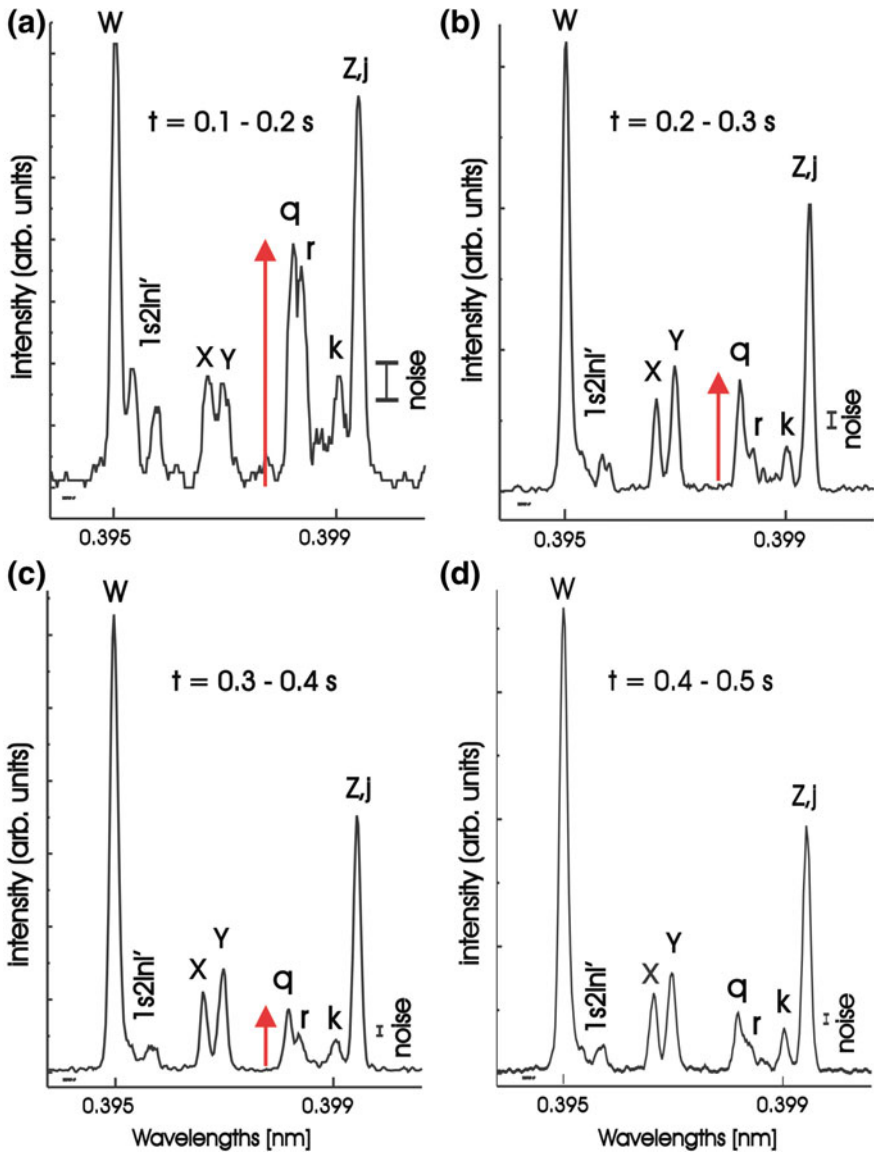 (a)
W
Z,j
t = 0.1 - 0.2 s
q
r
1s2lnl'
X
Y
k
noise
intensity (arb. units)
0.395
0.399
(b)
W
t = 0.2 - 0.3 s
Z,j
1s2lnl'
X
Y
q
r
k
noise
intensity (arb. units)
0.395
0.399
(c)
W
t = 0.3 - 0.4 s
Z,j
1s2lnl'
X
Y
q
r
k
noise
intensity (arb. units)
0.395
0.399
Wavelengths [nm]
(d)
W
t = 0.4 - 0.5 s
Z,j
1s2lnl'
X
Y
q
r
k
noise
intensity (arb. units)
0.395
0.399
Wavelengths [nm]